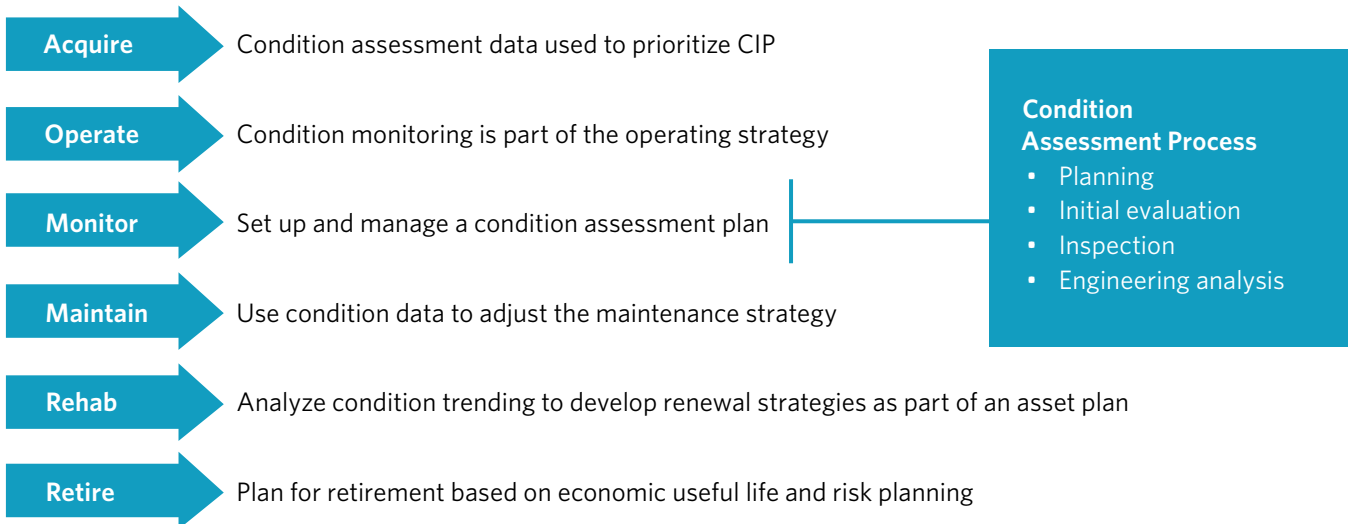 Acquire
Condition assessment data used to prioritize CIP
Operate
Condition monitoring is part of the operating strategy
Monitor
Set up and manage a condition assessment plan
Maintain
Use condition data to adjust the maintenance strategy
Rehab
Analyze condition trending to develop renewal strategies as part of an asset plan
Retire
Plan for retirement based on economic useful life and risk planning
Condition
Assessment Process
• Planning
• Initial evaluation
• Inspection
• Engineering analysis